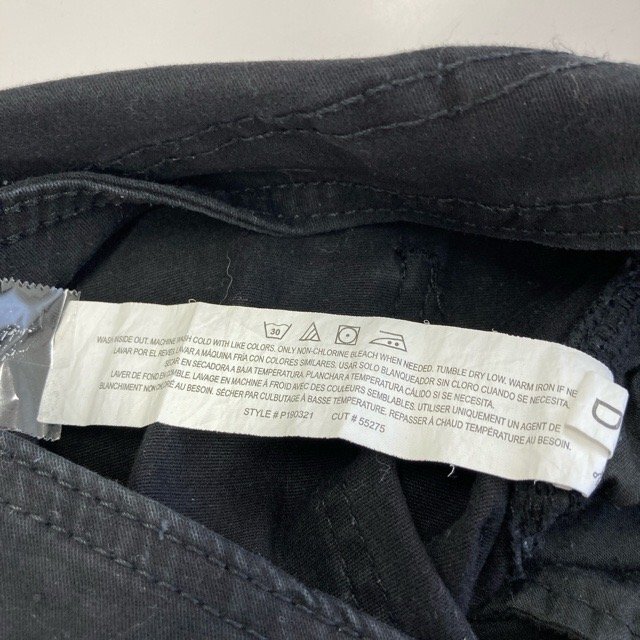 30
WASH INSIDE OUT. MACHINE WASH COLD WITH LIKE COLORS. ONLY NON-CHLORINE BLEACH WHEN NEEDED. TUMBLE DRY LOW. WARM IRON IF NE
LAVAR POR EL REVES. LAVAR A MÁQUINA FRÍA CON COLORES SIMILARES. USAR SOLO BLANQUEADOR SIN CLORO CUANDO SE NECESITA.
SECAR EN SECADORA A BAJA TEMPERATURA. PLANCHAR A TEMPERATURA CÁLIDO SI SE NECESITA.
LAVER DE FOND LAVAGE EN MACHINE À FROID AVEC DES COULEURS SEMBLABLES. UTILISER UNIQUEMENT UN AGENT DE
BLANCHIMENT NON CHLORÉ AU BESOIN. SÉCHER PAR CULBUTAGE À BASSE TEMPÉRATURE. REPASSER À CHAUD TEMPÉRATURE AU BESOIN.
STYLE # P190321 CUT # 55275
D